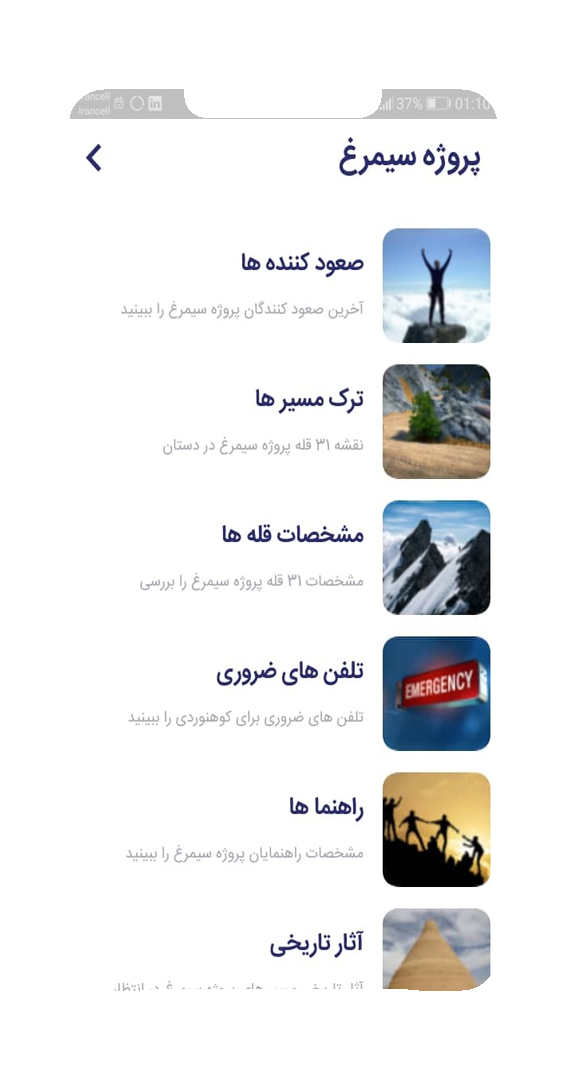 Irancell
37% 01:10
پروژه سیمرغ
صعود کننده ها
آخرین صعود کنندگان پروژه سیمرغ را ببینید
ترک مسیر ها
نقشه ۳۱ قله پروژه سیمرغ در دستان
مشخصات قله ها
مشخصات ۳۱ قله پروژه سیمرغ را بررسی
تلفن های ضروری
تلفن های ضروری برای کوهنوردی را ببینید
EMERGENCY
راهنما ها
مشخصات راهنمایان پروژه سیمرغ را ببینید
آثار تاریخی